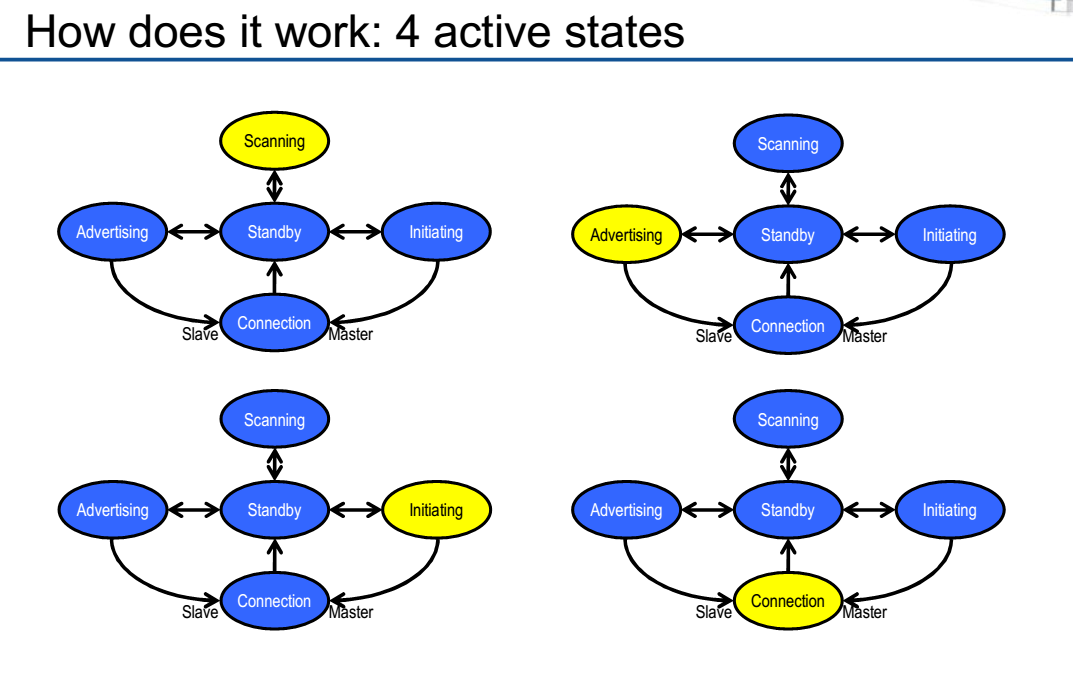 How does it work: 4 active states
Scanning
Advertising
Standby
Initiating
Connection
Slave
Master
Scanning
Advertising
Standby
Initiating
Connection
Slave
Master
Scanning
Advertising
Standby
Initiating
Connection
Slave
Master
Scanning
Advertising
Standby
Initiating
Connection
Slave
Master